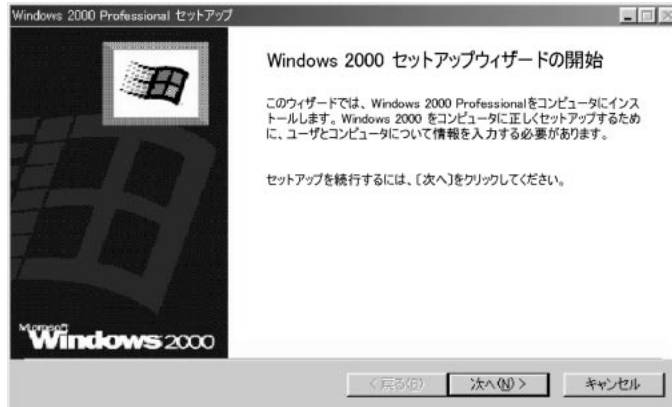 Windows 2000 Professional セットアップ
Windows 2000 セットアップウィザードの開始
このウィザードでは、Windows 2000 Professionalをコンピュータにインス
トールします。Windows 2000 をコンピュータに正しくセットアップするため
に、ユーザとコンピュータについて情報を入力する必要があります。
セットアップを続行するには、[次へ]をクリックしてください。
Microsoft
Windows 2000
< 戻る(B)
次へ(N) >
キャンセル